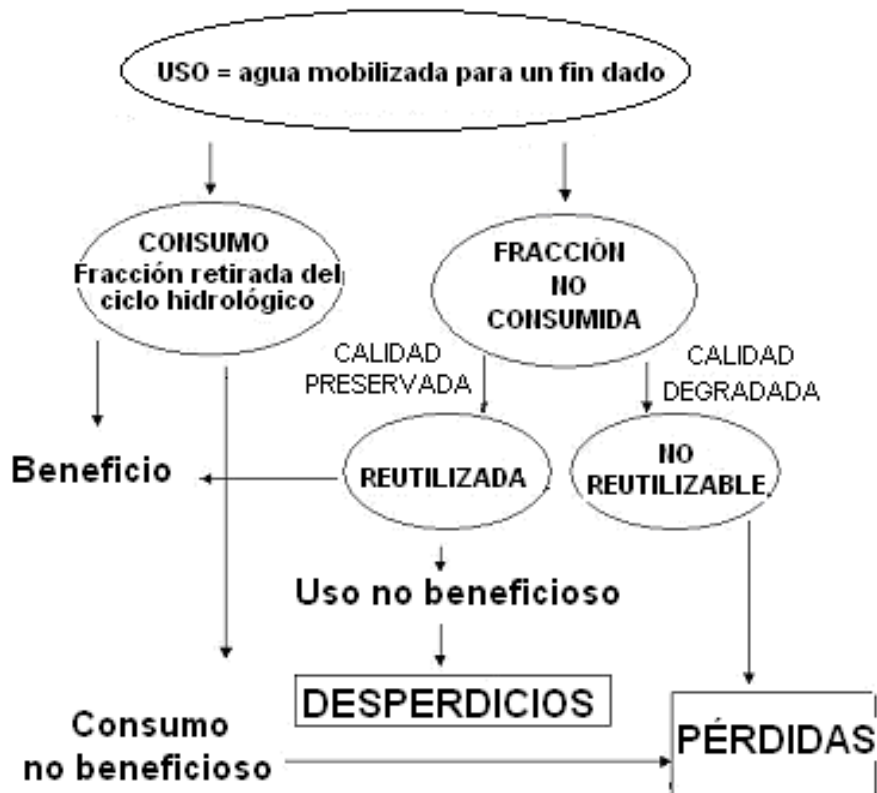 USO = agua mobilizada para un fin dado
CONSUMO
Fracción retirada del
ciclo hidrológico
FRACCIÓN
NO
CONSUMIDA
CALIDAD
PRESERVADA
CALIDAD
DEGRADADA
Beneficio
REUTILIZADA
NO
REUTILIZABLE
Uso no beneficioso
DESPERDICIOS
Consumo
no beneficioso
PÉRDIDAS